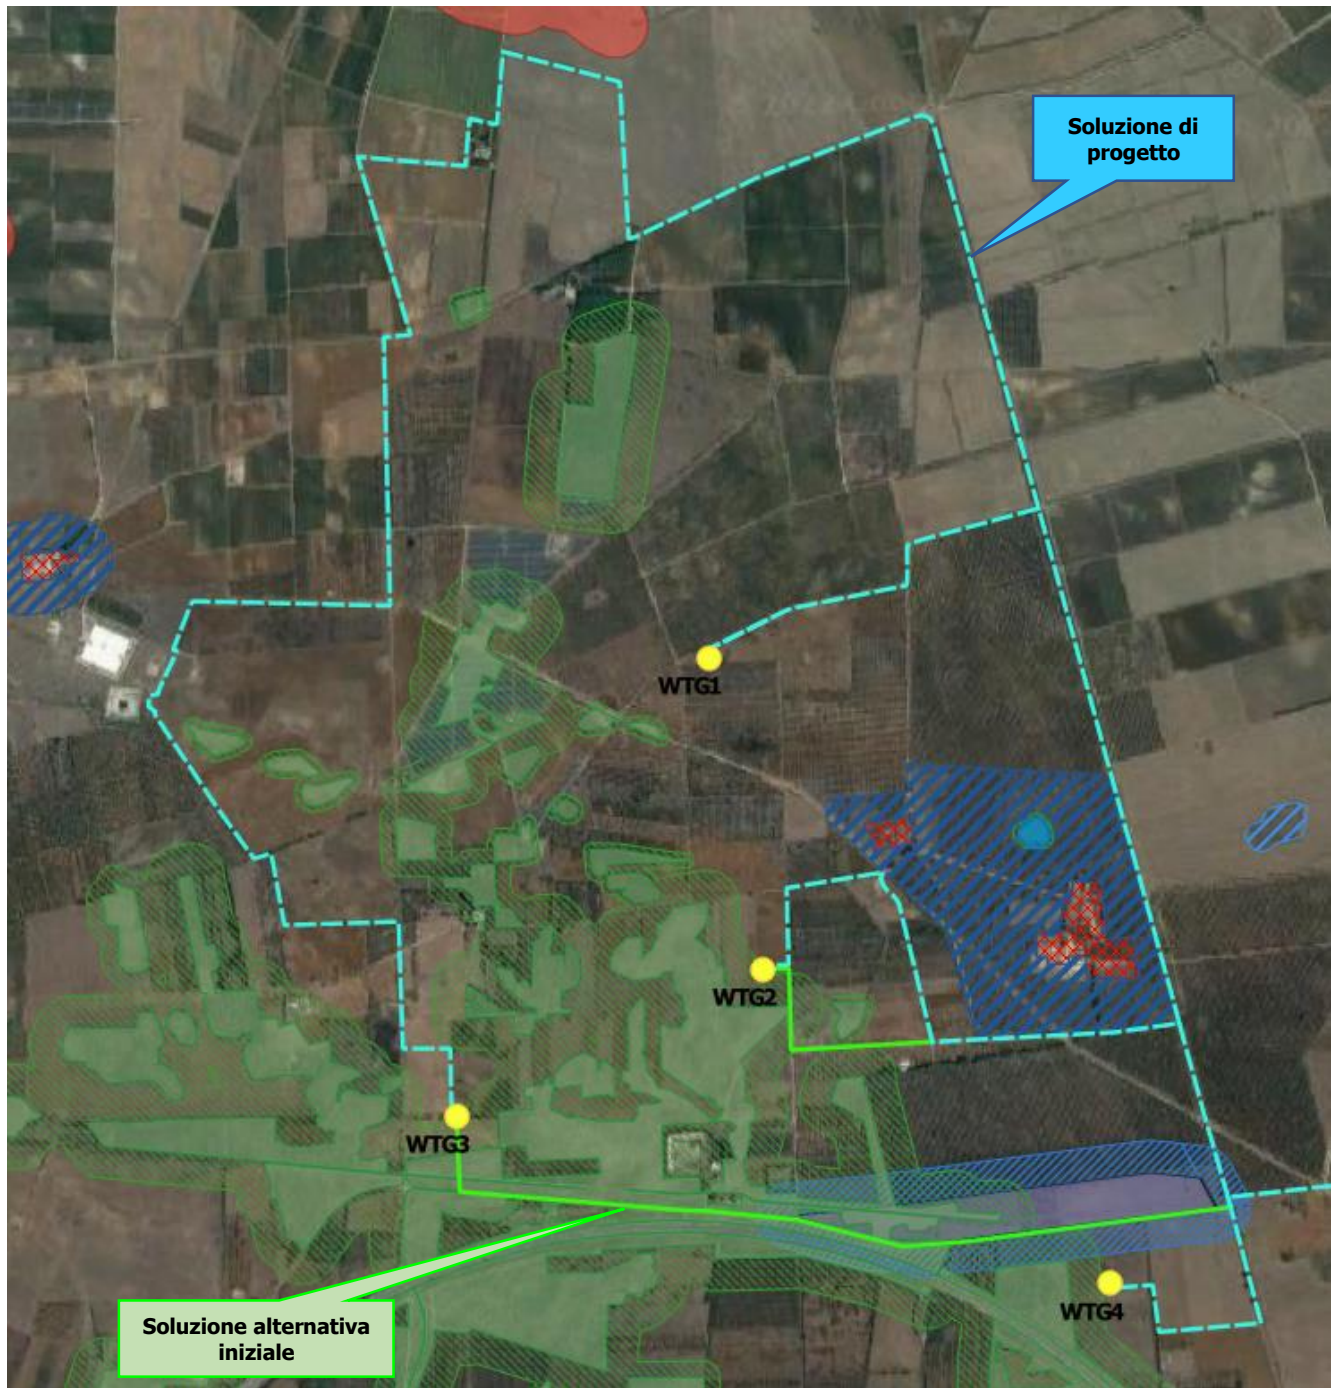 Soluzione di
progetto
WTG1
WTG2
WTG3
WTG4
Soluzione alternativa
iniziale